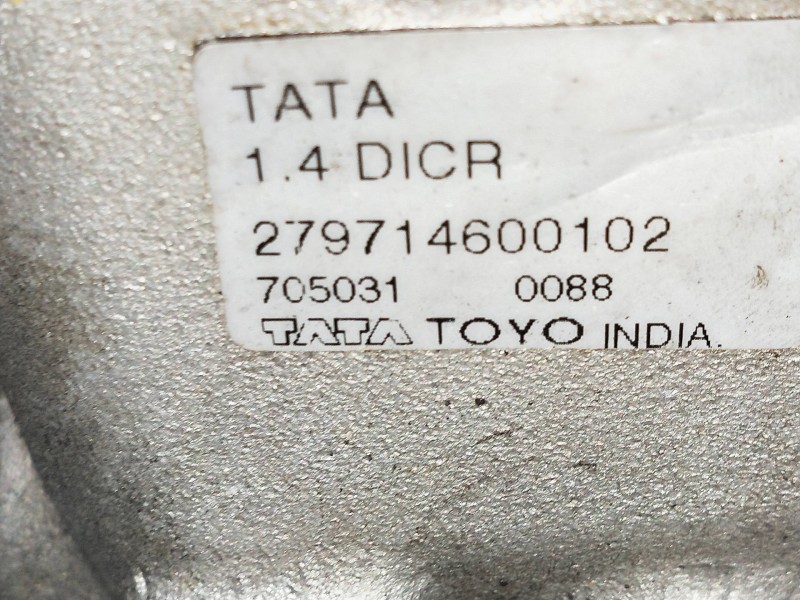 TATA
1.4 DICR
279714600102
705031 0088
TATA TOYO INDIA.